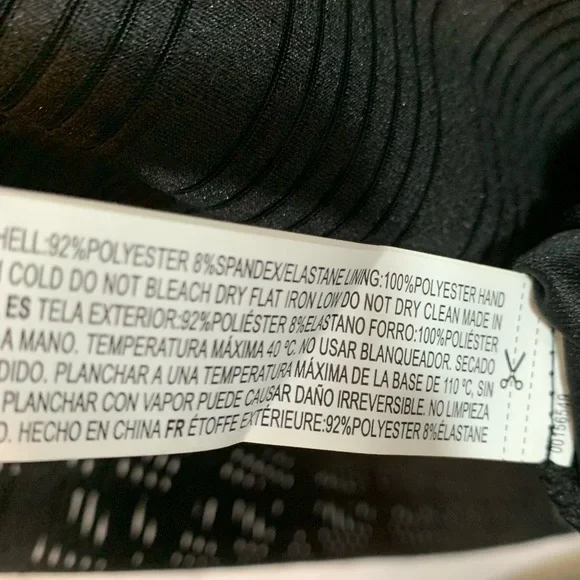 HELL:92%POLYESTER 8%SPANDEX/ELASTANE LINING:100%POLYESTER HAND
COLD DO NOT BLEACH DRY FLAT IRON LOW DO NOT DRY CLEAN MADE IN
ES TELA EXTERIOR:92%POLIÉSTER 8%ELASTANO FORRO:100%POLIÉSTER
A MANO. TEMPERATURA MÁXIMA 40 ºC. NO USAR BLANQUEADOR. SECADO
DIDO. PLANCHAR A UNA TEMPERATURA MÁXIMA DE LA BASE DE 110 ºC, SIN
PLANCHAR CON VAPOR PUEDE CAUSAR DAÑO IRREVERSIBLE. NO LIMPIEZA
O. HECHO EN CHINA FR ÉTOFFE EXTÉRIEURE:92%POLYESTER 8%ÉLASTANE